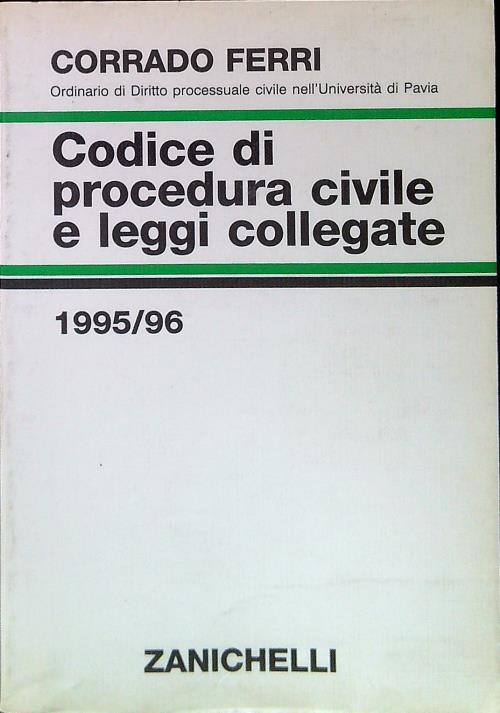 CORRADO FERRI
Ordinario di Diritto processuale civile nell'Università di Pavia
Codice di
procedura civile
e leggi collegate
1995/96
ZANICHELLI